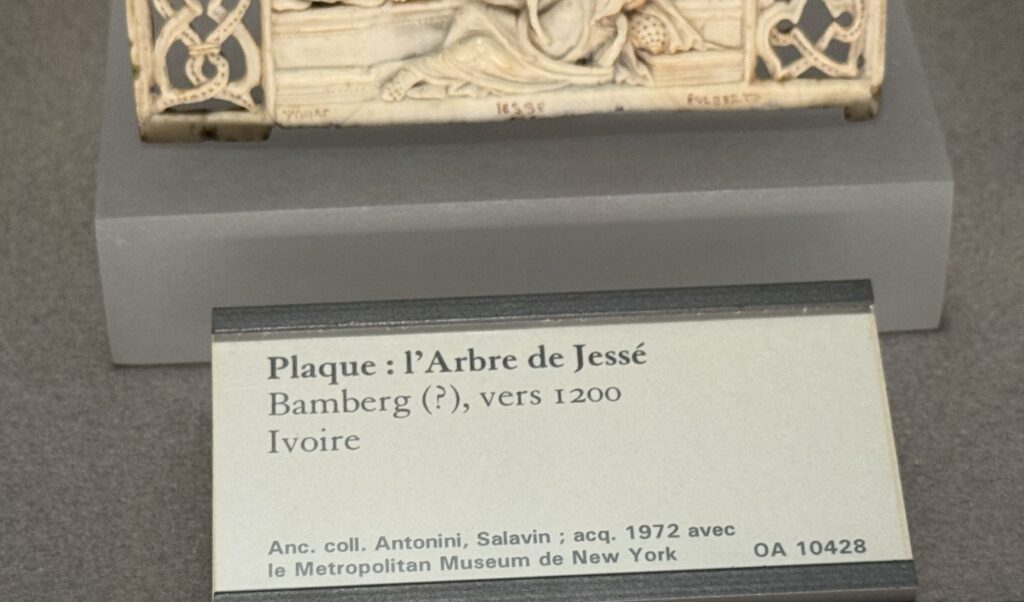 IESSE
Plaque : l'Arbre de Jessé
Bamberg (?), vers 1200
Ivoire
Anc. coll. Antonini, Salavin ; acq. 1972 avec
le Metropolitan Museum de New York
OA 10428